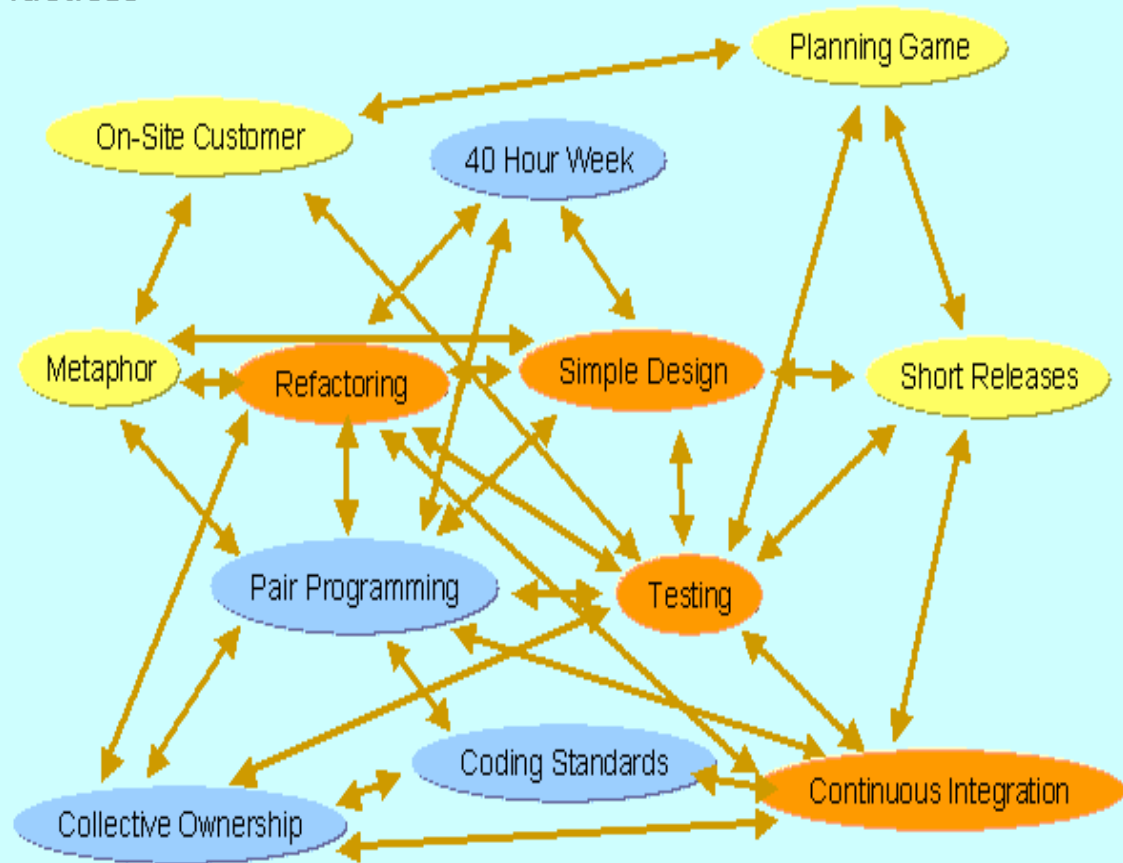 Planning Game
On-Site Customer
40 Hour Week
Metaphor
Refactoring
Simple Design
Short Releases
Pair Programming
Testing
Coding Standards
Continuous Integration
Collective Ownership